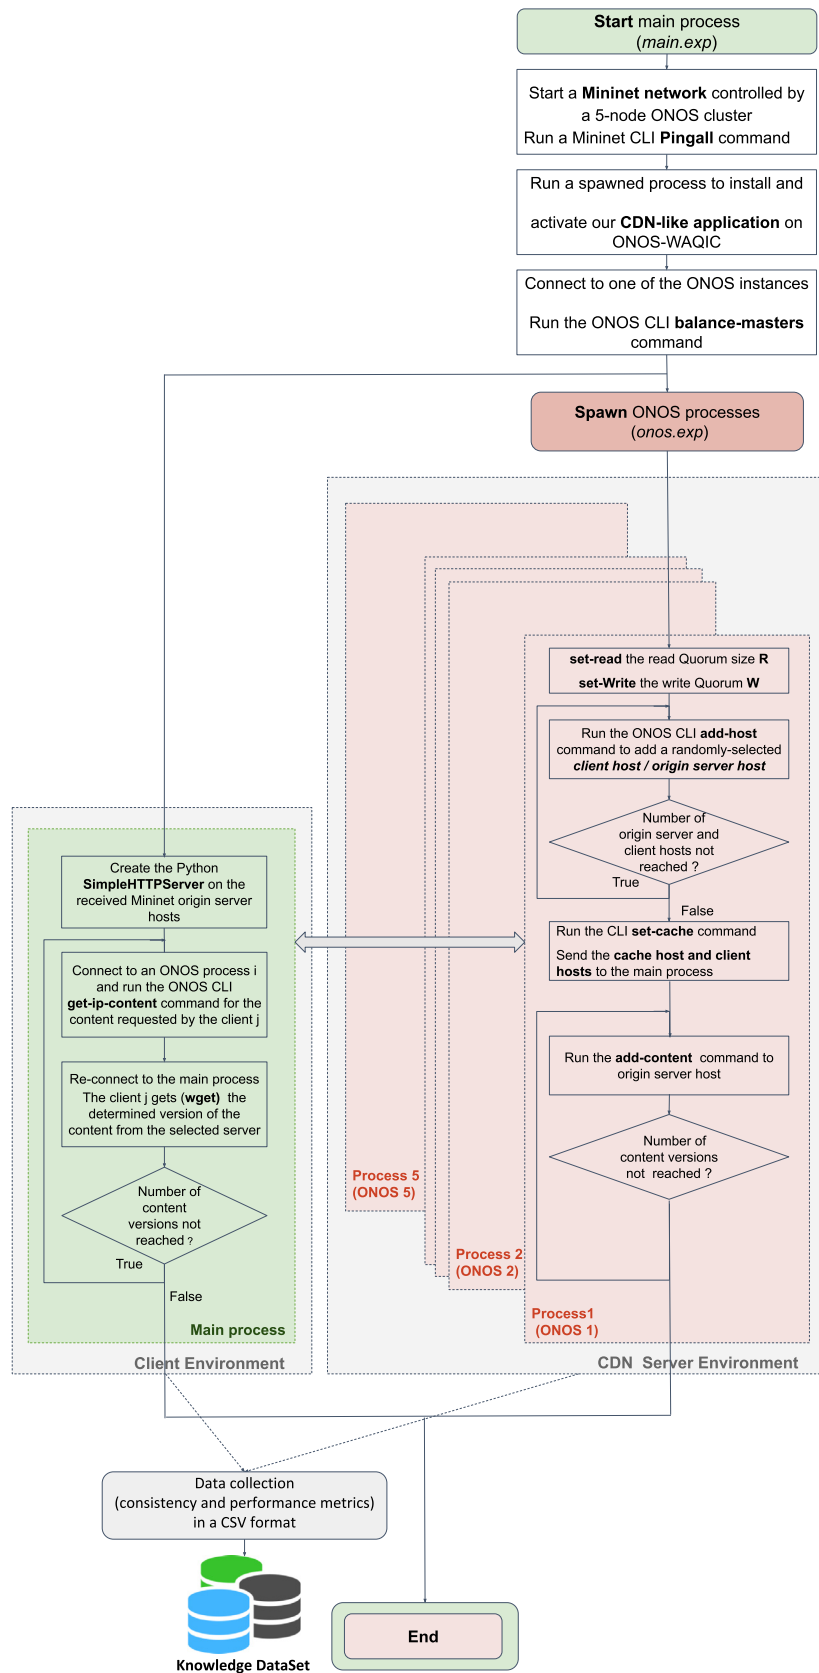 Start main process
(main.exp)
Start a Mininet network controlled by
a 5-node ONOS cluster
Run a Mininet CLI Pingall command
Run a spawned process to install and
activate our CDN-like application on
ONOS-WAQIC
Connect to one of the ONOS instances
Run the ONOS CLI balance-masters
command
Spawn ONOS processes
(onos.exp)
set-read the read Quorum size R
set-Write the write Quorum W
Run the ONOS CLI add-host
command to add a randomly-selected
client host / origin server host
Number of
origin server and
client hosts not
reached ?
True
False
Run the CLI set-cache command
Send the cache host and client
hosts to the main process
Run the add-content command to
origin server host
Number of
content versions
not reached ?
Process 5
(ONOS 5)
Process 2
(ONOS 2)
Process1
(ONOS 1)
CDN Server Environment
Create the Python
SimpleHTTPServer on the
received Mininet origin server
hosts
Connect to an ONOS process i
and run the ONOS CLI
get-ip-content command for the
content requested by the client j
Re-connect to the main process
The client j gets (wget) the
determined version of the
content from the selected server
Number of
content
versions not
reached ?
True
False
Main process
Client Environment
Data collection
(consistency and performance metrics)
in a CSV format
Knowledge DataSet
End